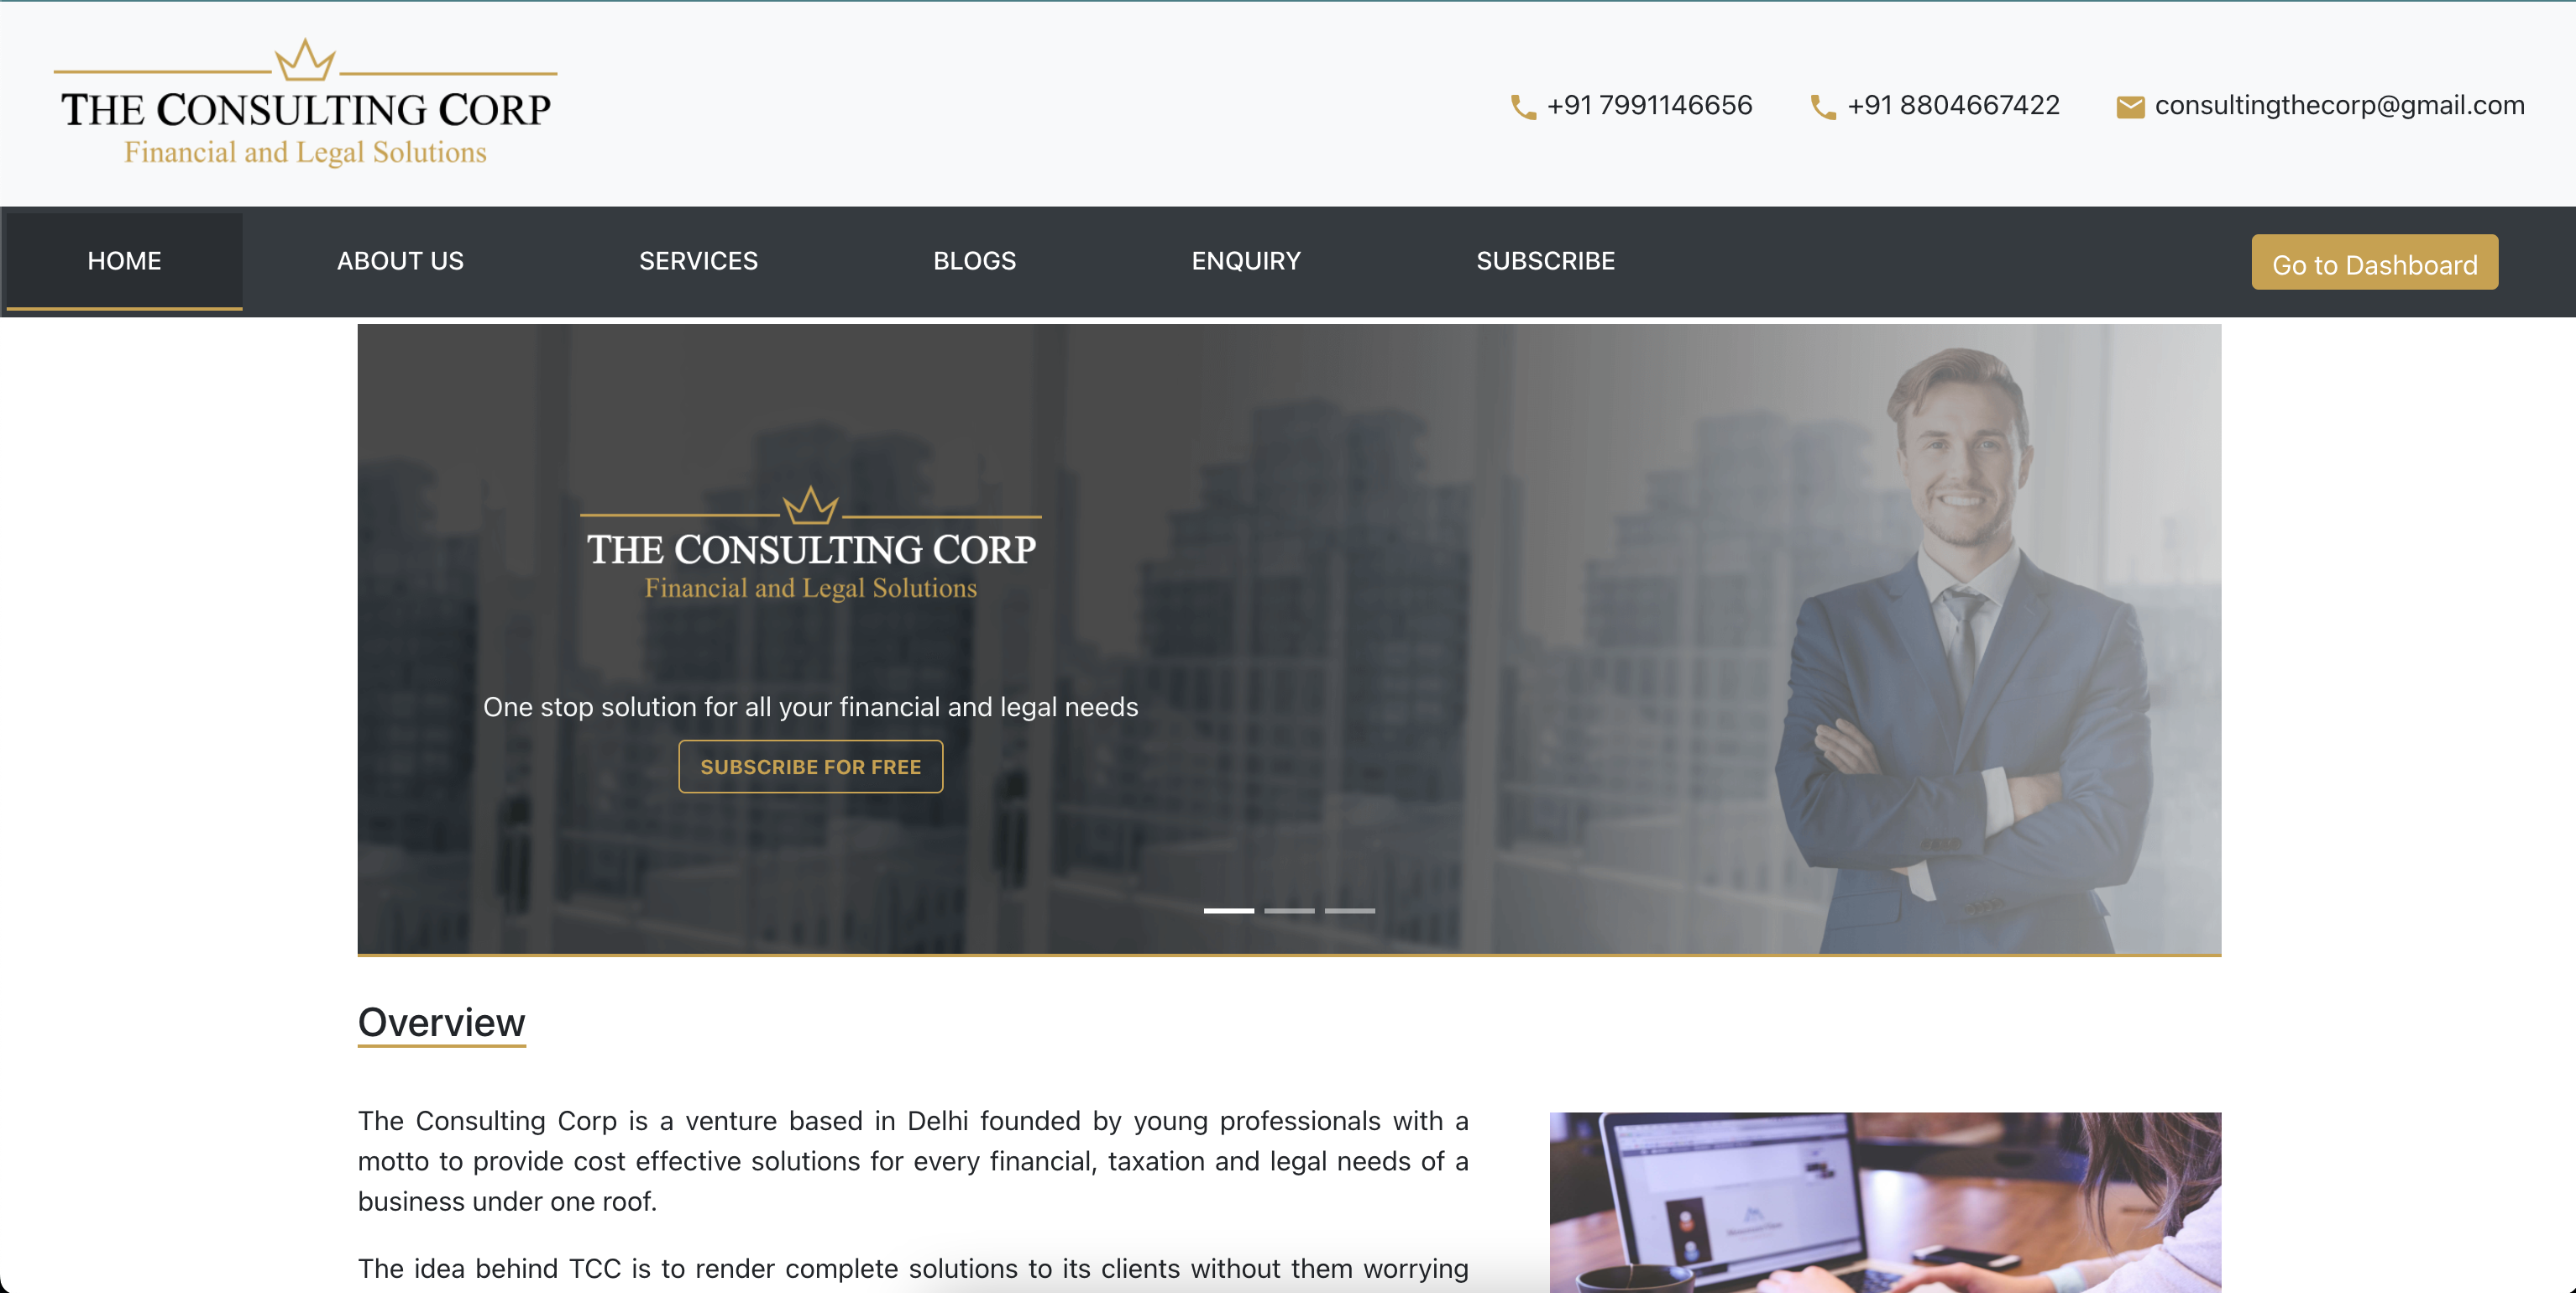 THE CONSULTING CORP
Financial and Legal Solutions
+91 7991146656
+91 8804667422
consultingthecorp@gmail.com
HOME
ABOUT US
SERVICES
BLOGS
ENQUIRY
SUBSCRIBE
Go to Dashboard
THE CONSULTING CORP
Financial and Legal Solutions
One stop solution for all your financial and legal needs
SUBSCRIBE FOR FREE
Overview
The Consulting Corp is a venture based in Delhi founded by young professionals with a
motto to provide cost effective solutions for every financial, taxation and legal needs of a
business under one roof.
The idea behind TCC is to render complete solutions to its clients without them worrying